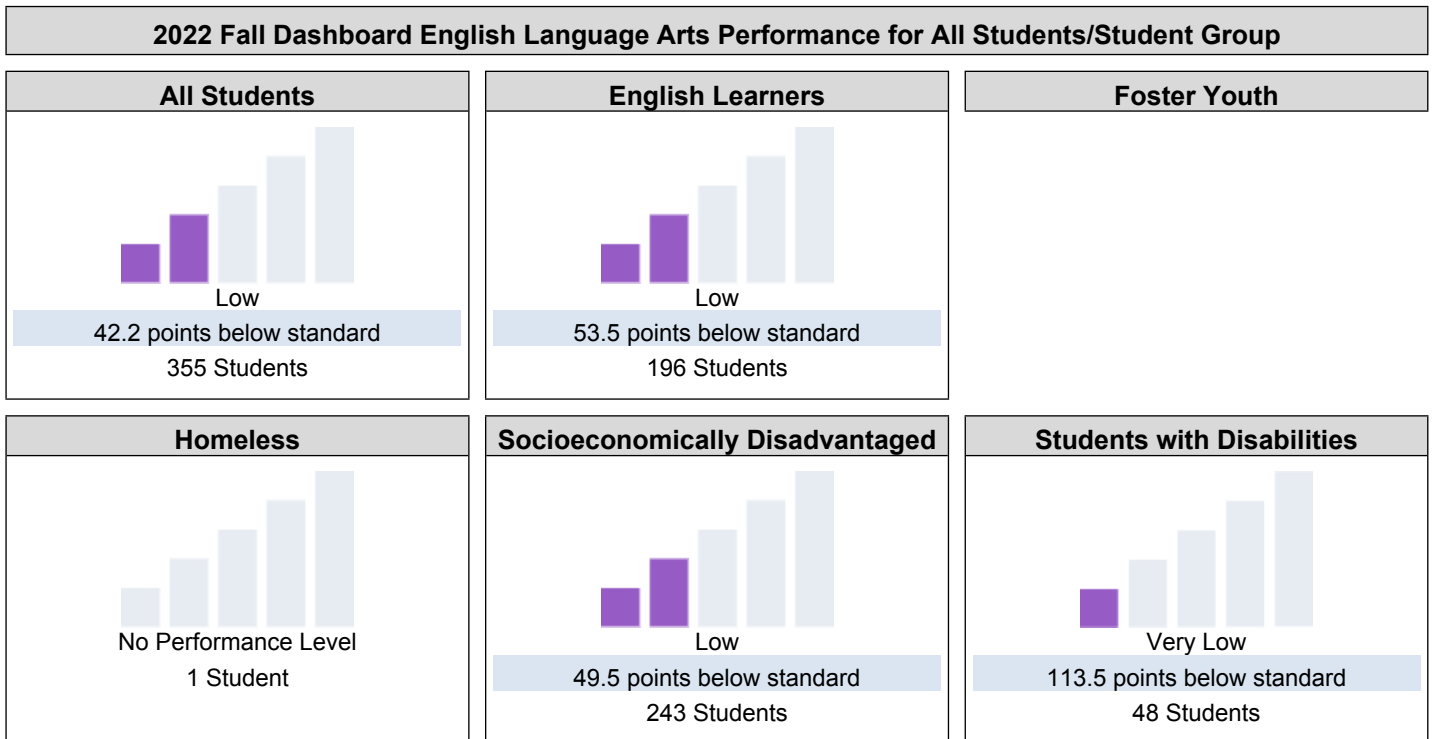 2022 Fall Dashboard English Language Arts Performance for All Students/Student Group
All Students
Low
42.2 points below standard
355 Students
English Learners
Low
53.5 points below standard
196 Students
Foster Youth
Homeless
No Performance Level
1 Student
Socioeconomically Disadvantaged
Low
49.5 points below standard
243 Students
Students with Disabilities
Very Low
113.5 points below standard
48 Students